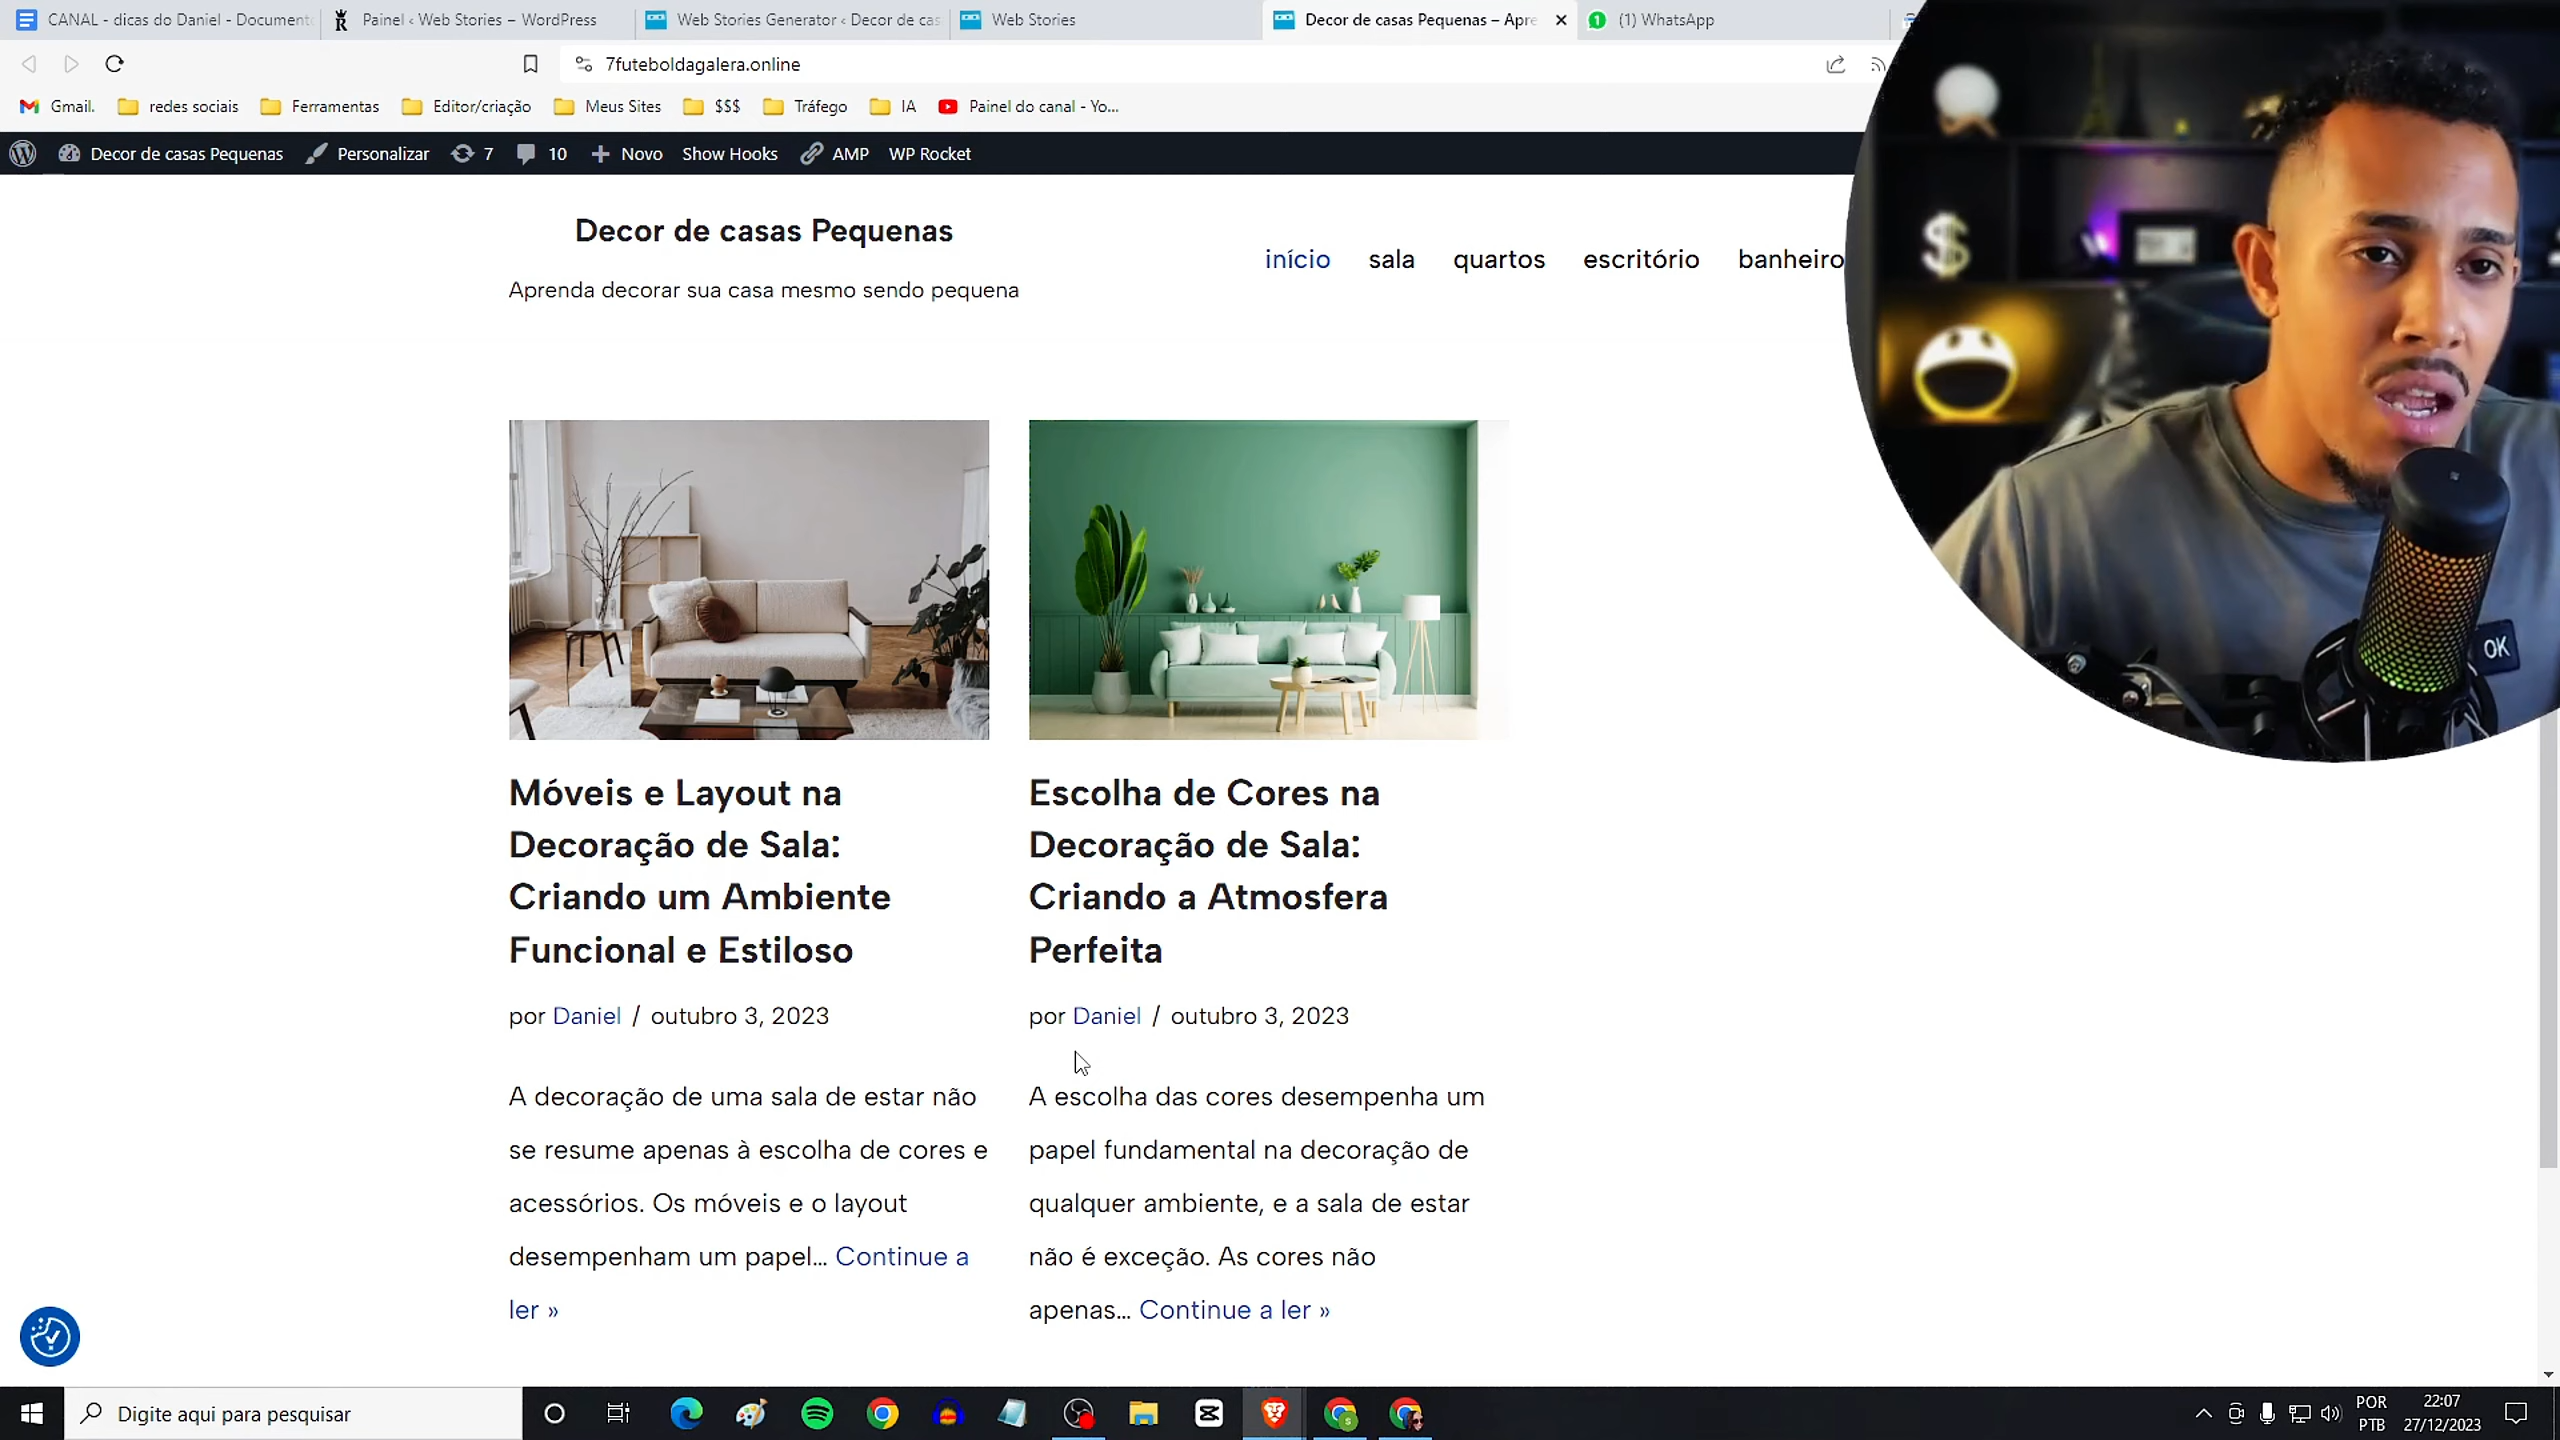 CANAL - dicas do Daniel - Document
Painel ‹ Web Stories – WordPress
Web Stories Generator ‹ Decor de cas
Web Stories
Decor de casas Pequenas – Apre
(1) WhatsApp
7futeboldagalera.online
Gmail.
redes sociais
Ferramentas
Editor/criação
Meus Sites
$$$
Tráfego
IA
Painel do canal - Yo...
Decor de casas Pequenas
Personalizar
7
10
Novo
Show Hooks
AMP
WP Rocket
Decor de casas Pequenas
Aprenda decorar sua casa mesmo sendo pequena
início
sala
quartos
escritório
banheiro
Móveis e Layout na
Decoração de Sala:
Criando um Ambiente
Funcional e Estiloso
por Daniel / outubro 3, 2023
A decoração de uma sala de estar não
se resume apenas à escolha de cores e
acessórios. Os móveis e o layout
desempenham um papel... Continue a
ler »
Escolha de Cores na
Decoração de Sala:
Criando a Atmosfera
Perfeita
por Daniel / outubro 3, 2023
A escolha das cores desempenha um
papel fundamental na decoração de
qualquer ambiente, e a sala de estar
não é exceção. As cores não
apenas... Continue a ler »
$
OK
Digite aqui para pesquisar
POR
PTB
22:07
27/12/2023